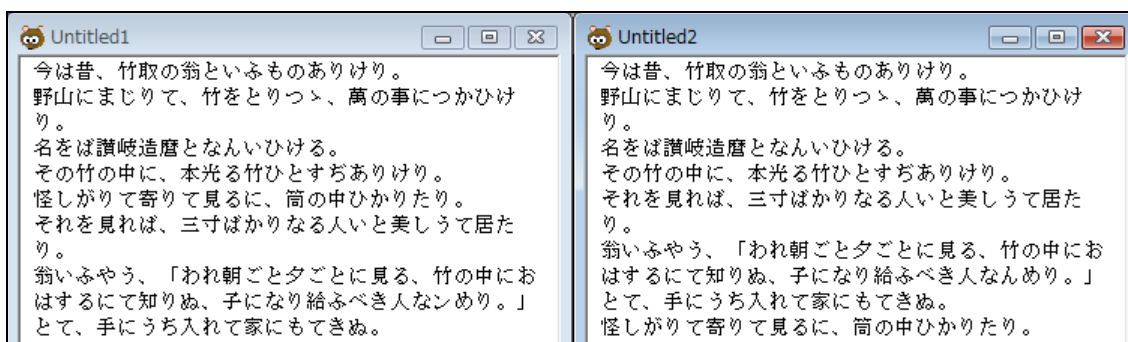 Untitled1
今は昔、竹取の翁といふものありけり。
野山にまじりて、竹をとりつゝ、萬の事につかひけ
り。
名をば讃岐造麿となんいひける。
その竹の中に、本光る竹ひとすぢありけり。
怪しがりて寄りて見るに、筒の中ひかりたり。
それを見れば、三寸ばかりなる人いと美しうて居た
り。
翁いふやう、「われ朝ごと夕ごとに見る、竹の中にお
はするにて知りぬ、子になり給ふべき人なンめり。」
とて、手にうち入れて家にもてきぬ。
Untitled2
今は昔、竹取の翁といふものありけり。
野山にまじりて、竹をとりつゝ、萬の事につかひけ
り。
名をば讃岐造麿となんいひける。
その竹の中に、本光る竹ひとすぢありけり。
それを見れば、三寸ばかりなる人いと美しうて居た
り。
翁いふやう、「われ朝ごと夕ごとに見る、竹の中にお
はするにて知りぬ、子になり給ふべき人なんめり。」
とて、手にうち入れて家にもてきぬ。
怪しがりて寄りて見るに、筒の中ひかりたり。